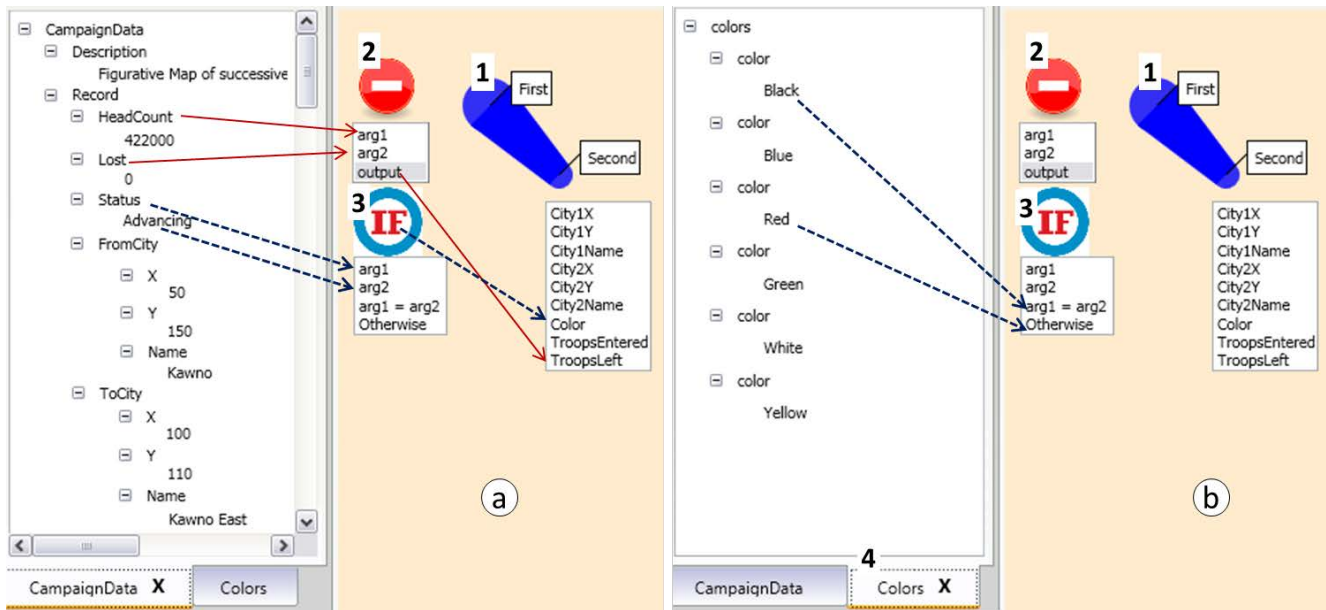 CampaignData
Description
Figurative Map of successive
Record
HeadCount
422000
Lost
0
Status
Advancing
FromCity
X
50
Y
150
Name
Kawno
ToCity
X
100
Y
110
Name
Kawno East
CampaignData X
Colors
2
arg1
arg2
output
3
IF
arg1
arg2
arg1 = arg2
Otherwise
1
First
Second
City1X
City1Y
City1Name
City2X
City2Y
City2Name
Color
TroopsEntered
TroopsLeft
a
colors
color
Black
color
Blue
color
Red
color
Green
color
White
color
Yellow
4
CampaignData
Colors X
2
arg1
arg2
output
3
IF
arg1
arg2
arg1 = arg2
Otherwise
1
First
Second
City1X
City1Y
City1Name
City2X
City2Y
City2Name
Color
TroopsEntered
TroopsLeft
b